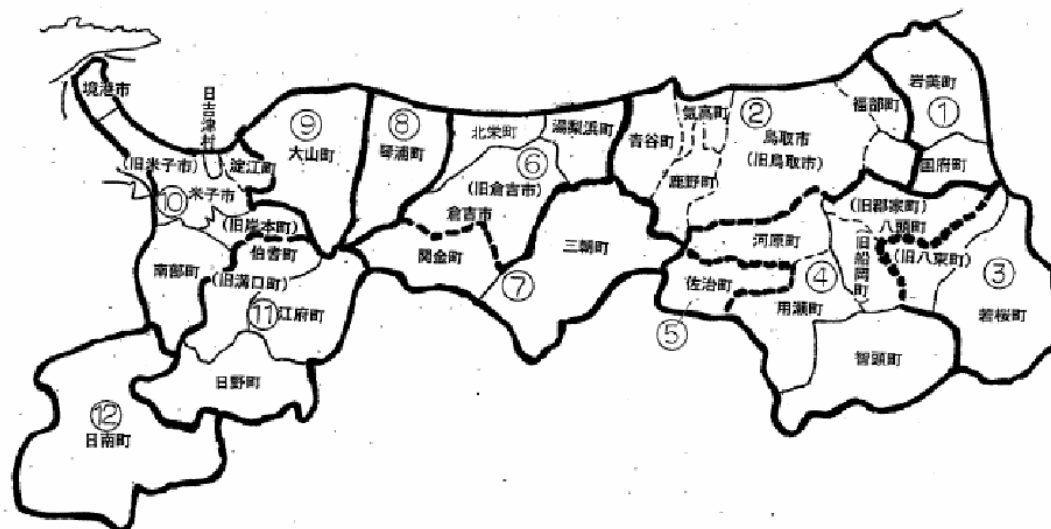 境港市
日吉津村
(旧米子市)
淀江町
⑩
米子市
(旧岸本町)
伯耆町
南部町
(旧溝口町)
⑪
江府町
日野町
⑫
日南町
⑨
大山町
⑧
琴浦町
北栄町
湯梨浜町
⑥
(旧倉吉市)
倉吉市
関金町
⑦
三朝町
青谷町
気高町
鹿野町
②
鳥取市
(旧鳥取市)
福部町
岩美町
①
国府町
(旧郡家町)
八頭町
(旧八東町)
旧船岡町
河原町
④
佐治町
⑤
用瀬町
③
若桜町
智頭町